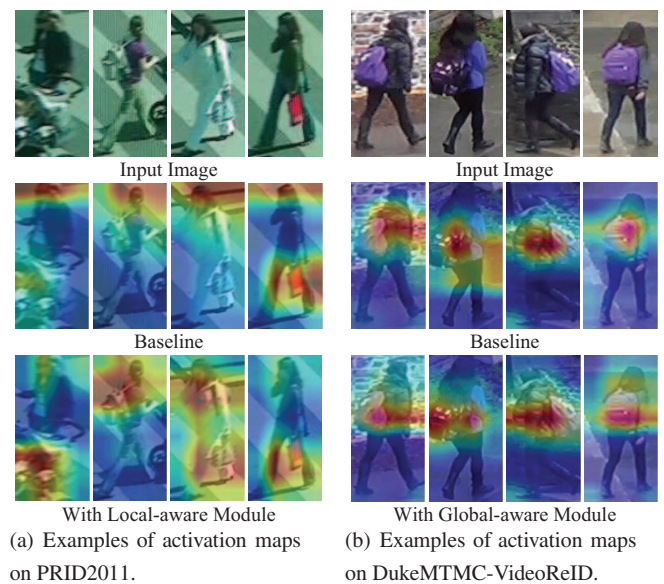 Input Image
Baseline
With Local-aware Module
(a) Examples of activation maps
on PRID2011.
Input Image
Baseline
With Global-aware Module
(b) Examples of activation maps
on DukeMTMC-VideoReID.